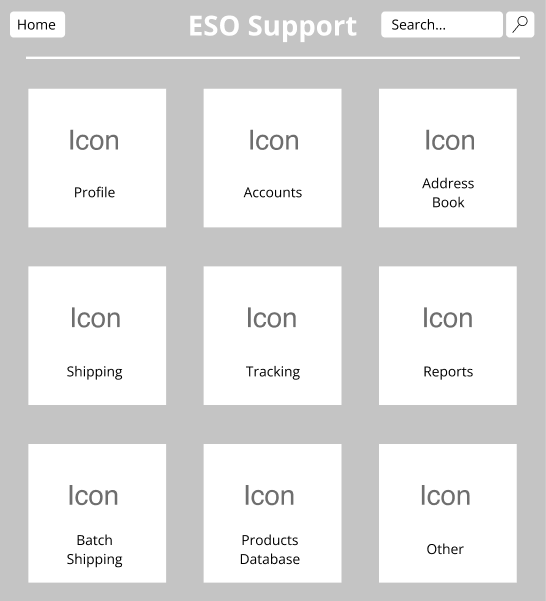 Home
ESO Support
Search...
Icon
Profile
Icon
Accounts
Icon
Address
Book
Icon
Shipping
Icon
Tracking
Icon
Reports
Icon
Batch
Shipping
Icon
Products
Database
Icon
Other